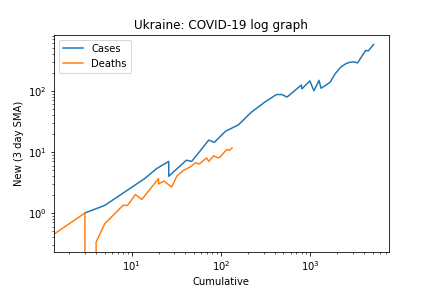 Ukraine: COVID-19 log graph
Cases
Deaths
New (3 day SMA)
10²
10¹
10⁰
10¹ 10² 10³
Cumulative